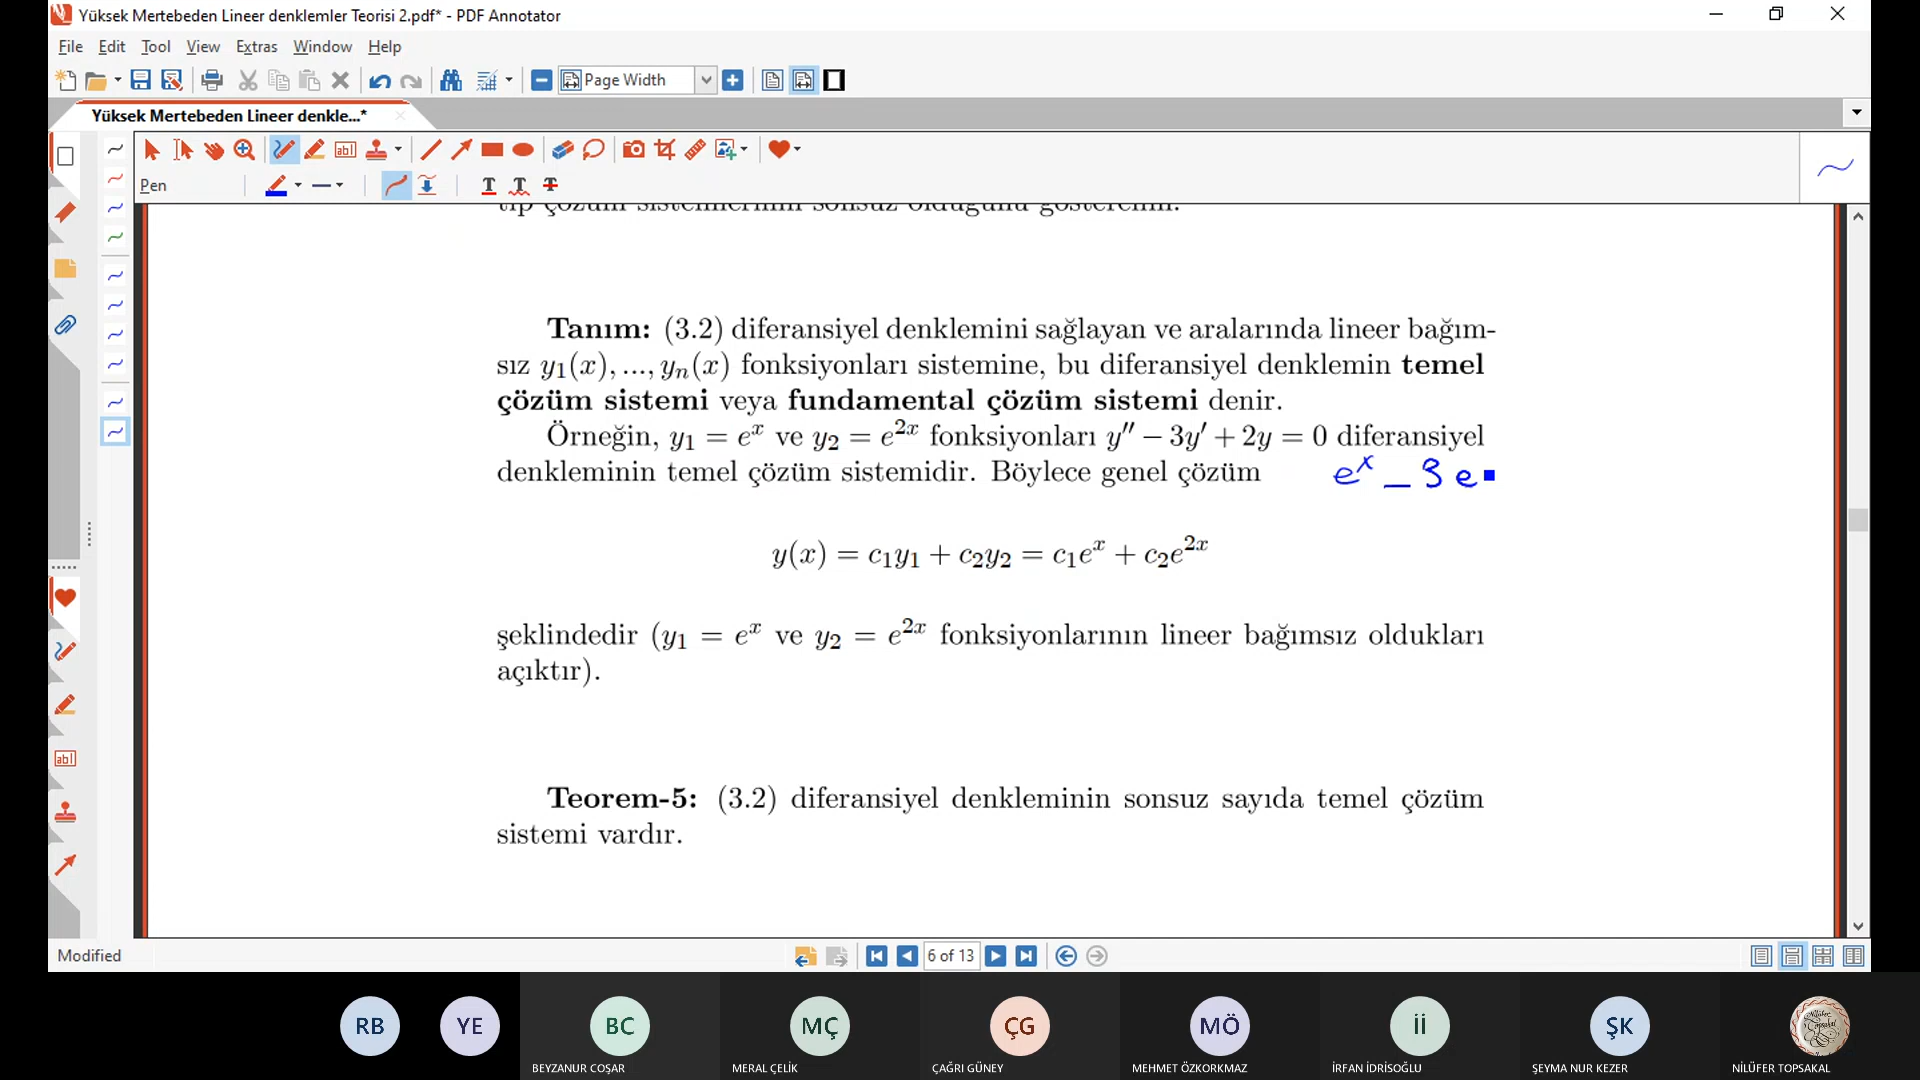 Yüksek Mertebeden Lineer denklemler Teorisi 2.pdf* - PDF Annotator
File Edit Tool View Extras Window Help
Page Width
Yüksek Mertebeden Lineer denkle...*
Pen
tip çözüm sistemlerinin sonsuz olduğunu gösterelim.
Tanım: (3.2) diferansiyel denklemini sağlayan ve aralarında lineer bağım-
sız y₁(x), ..., yₙ(x) fonksiyonları sistemine, bu diferansiyel denklemin temel
çözüm sistemi veya fundamental çözüm sistemi denir.
Örneğin, y₁ = eˣ ve y₂ = e²ˣ fonksiyonları y″ − 3y′ + 2y = 0 diferansiyel
denkleminin temel çözüm sistemidir. Böylece genel çözüm eˣ − 3 e
y(x) = c₁y₁ + c₂y₂ = c₁eˣ + c₂e²ˣ
şeklindedir (y₁ = eˣ ve y₂ = e²ˣ fonksiyonlarının lineer bağımsız oldukları
açıktır).
Teorem-5: (3.2) diferansiyel denkleminin sonsuz sayıda temel çözüm
sistemi vardır.
Modified
6 of 13
RB YE BC MÇ ÇG MÖ İİ ŞK
BEYZANUR COŞAR MERAL ÇELİK ÇAĞRI GÜNEY MEHMET ÖZKORKMAZ İRFAN İDRİSOĞLU ŞEYMA NUR KEZER NİLÜFER TOPSAKAL